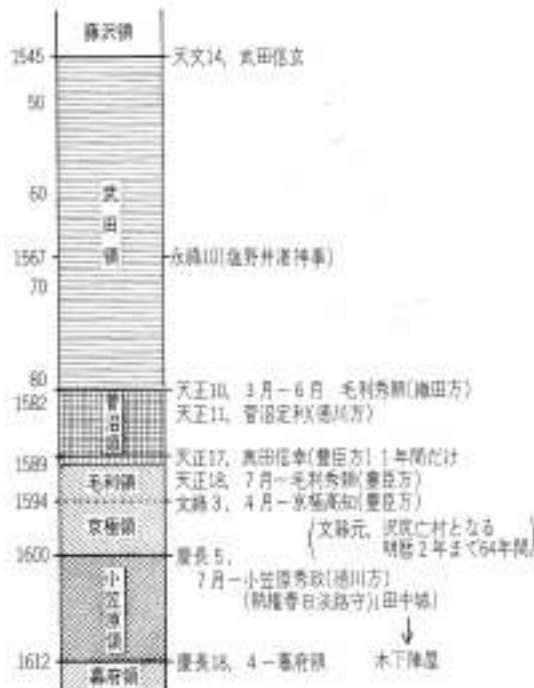 藤沢領
1545 天文14, 武田信玄
50
60
武田領
1567 永禄10(塩野井湛神事)
70
80
1582 天正10, 3月−6月 毛利秀頼(織田方)
天正11, 菅沼定利(徳川方)
菅沼領
1589 天正17, 真田信幸(豊臣方)1年間だけ
毛利領 天正18, 7月−毛利秀頼(豊臣方)
1594 文禄3, 4月−京極高知(豊臣方)
京極領
文禄元, となる
明暦2年まで64年間
1600 慶長5,
7月−小笠原秀政(徳川方)
(執権春日淡路守)(田中城)
小笠原領
1612 慶長18, 4−幕府領 木下陣屋
幕府領